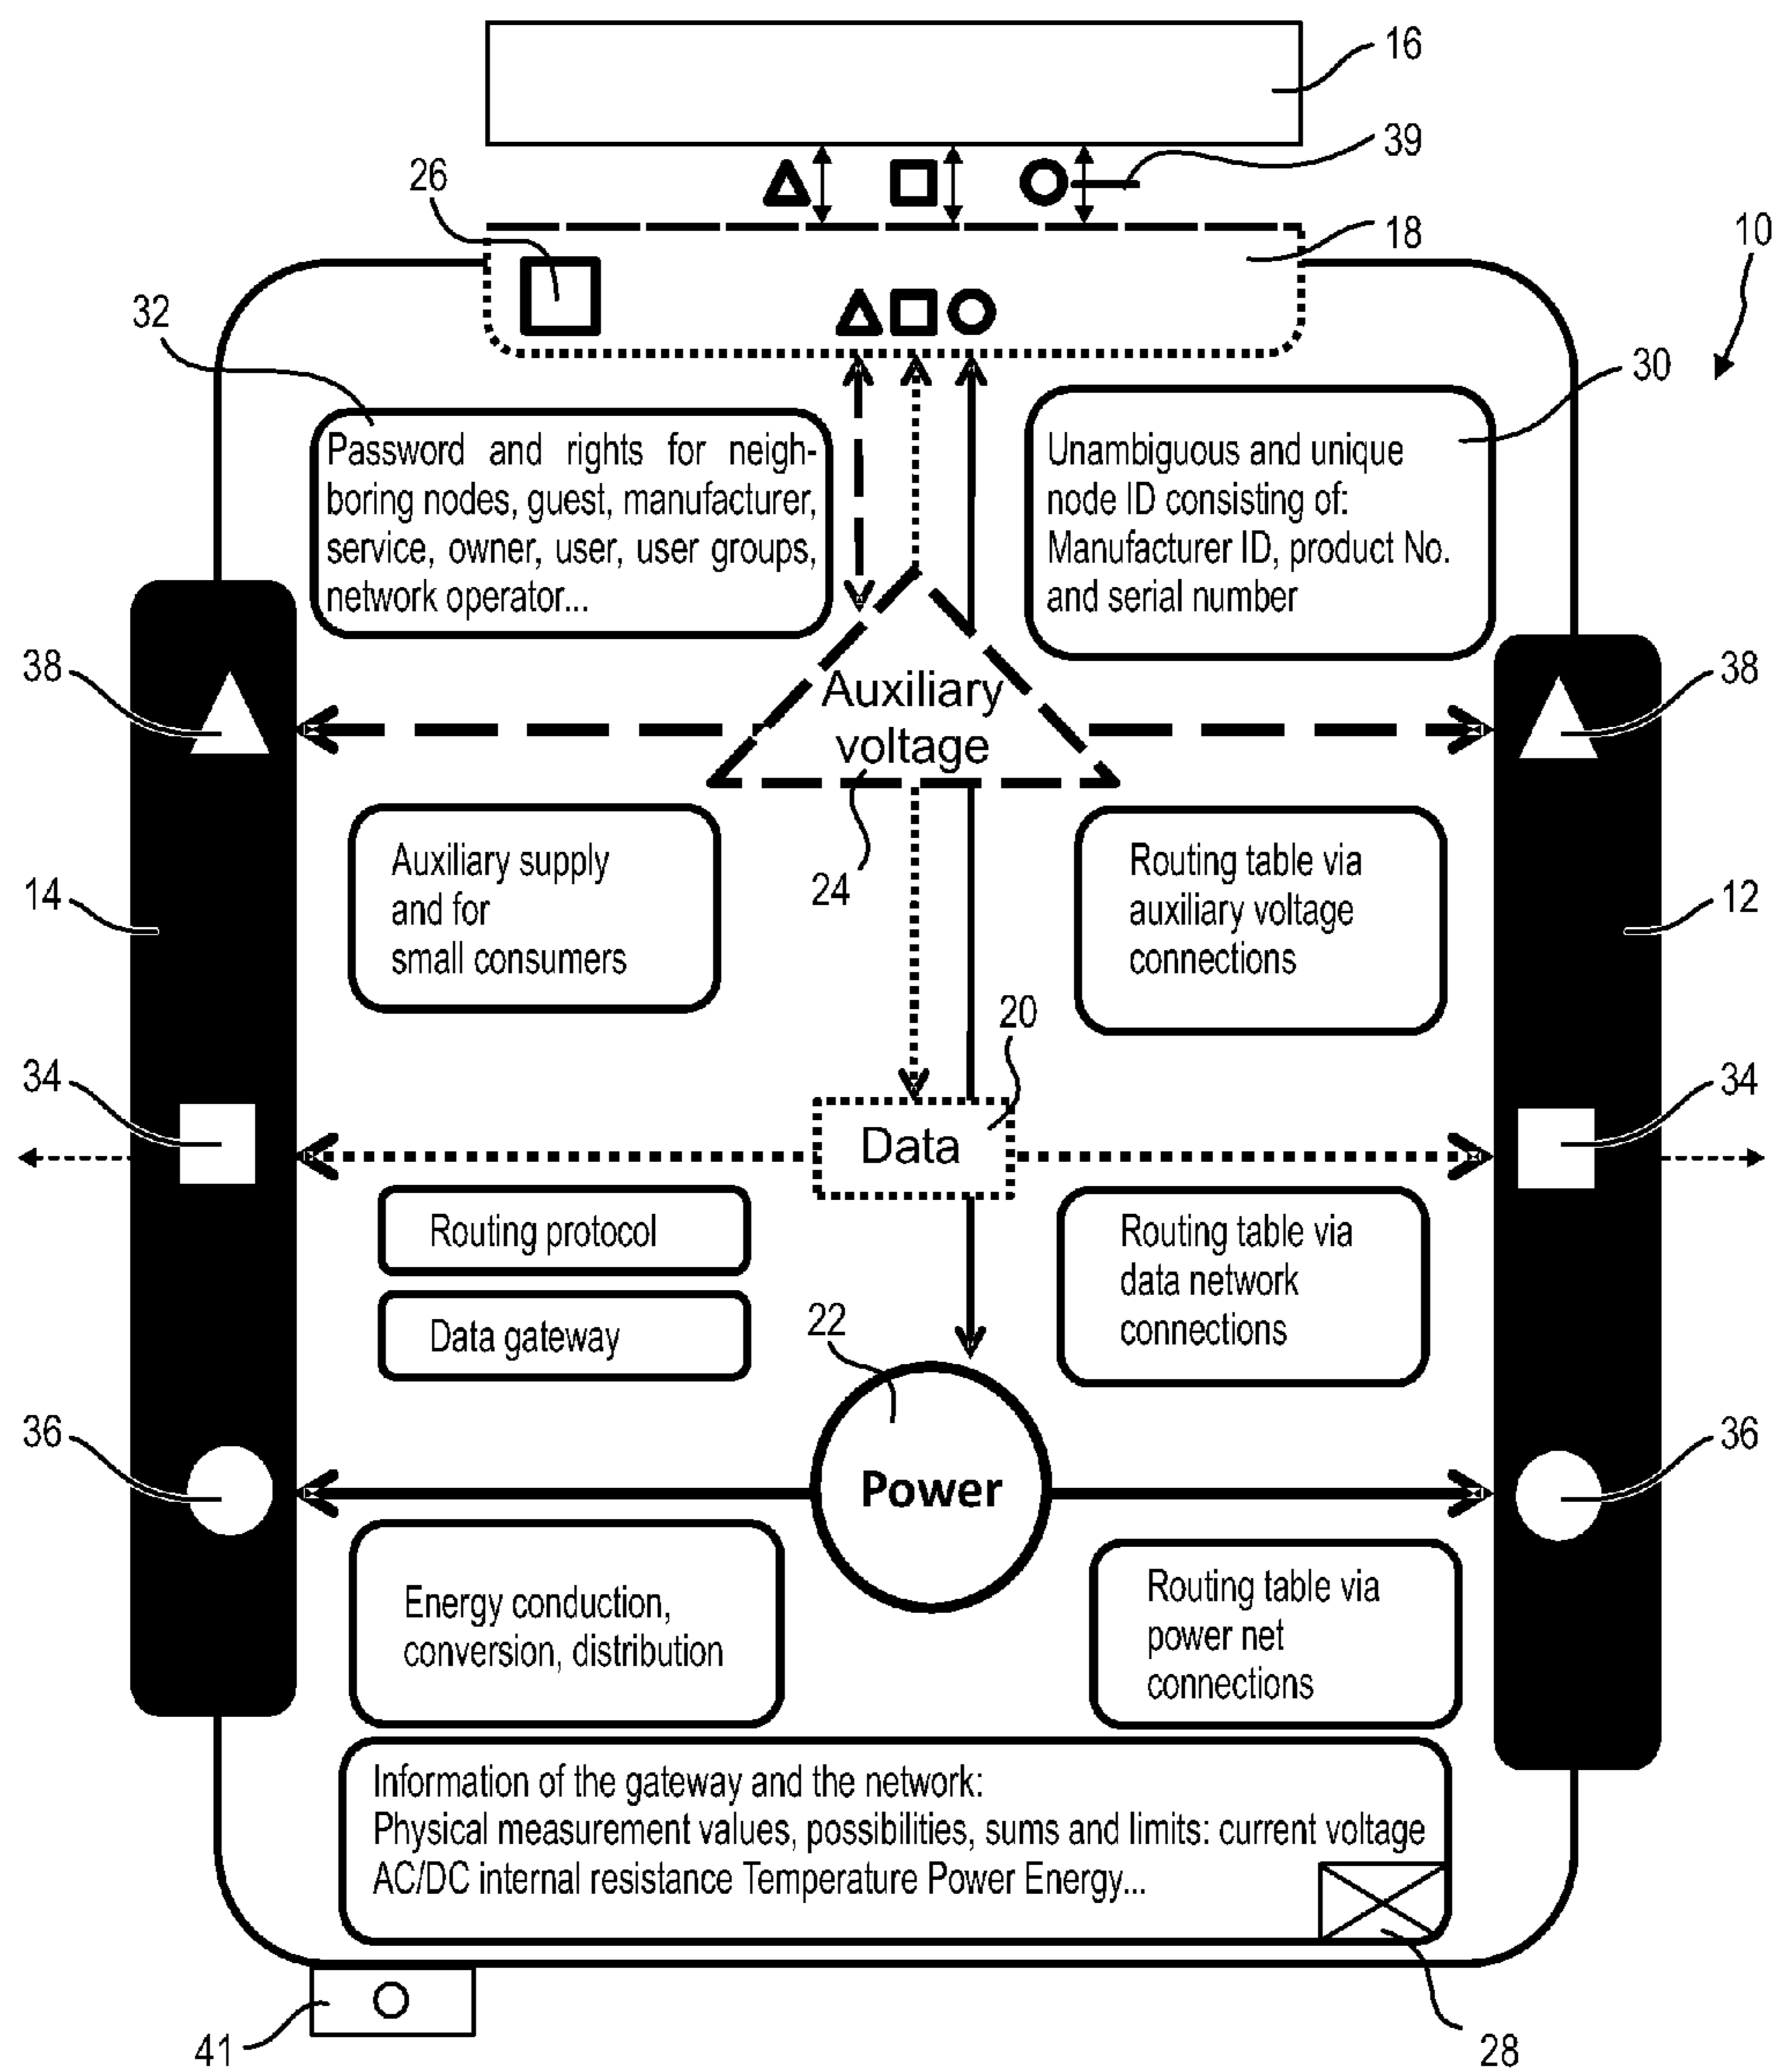 16
39
26
18
10
32
30
Password and rights for neigh-
boring nodes, guest, manufacturer,
service, owner, user, user groups,
network operator...
Unambiguous and unique
node ID consisting of:
Manufacturer ID, product No.
and serial number
38
38
Auxiliary
voltage
24
Auxiliary supply
and for
small consumers
Routing table via
auxiliary voltage
connections
14
12
20
34
34
Data
Routing protocol
Data gateway
Routing table via
data network
connections
22
36
36
Power
Energy conduction,
conversion, distribution
Routing table via
power net
connections
Information of the gateway and the network:
Physical measurement values, possibilities, sums and limits: current voltage
AC/DC internal resistance Temperature Power Energy...
41
28